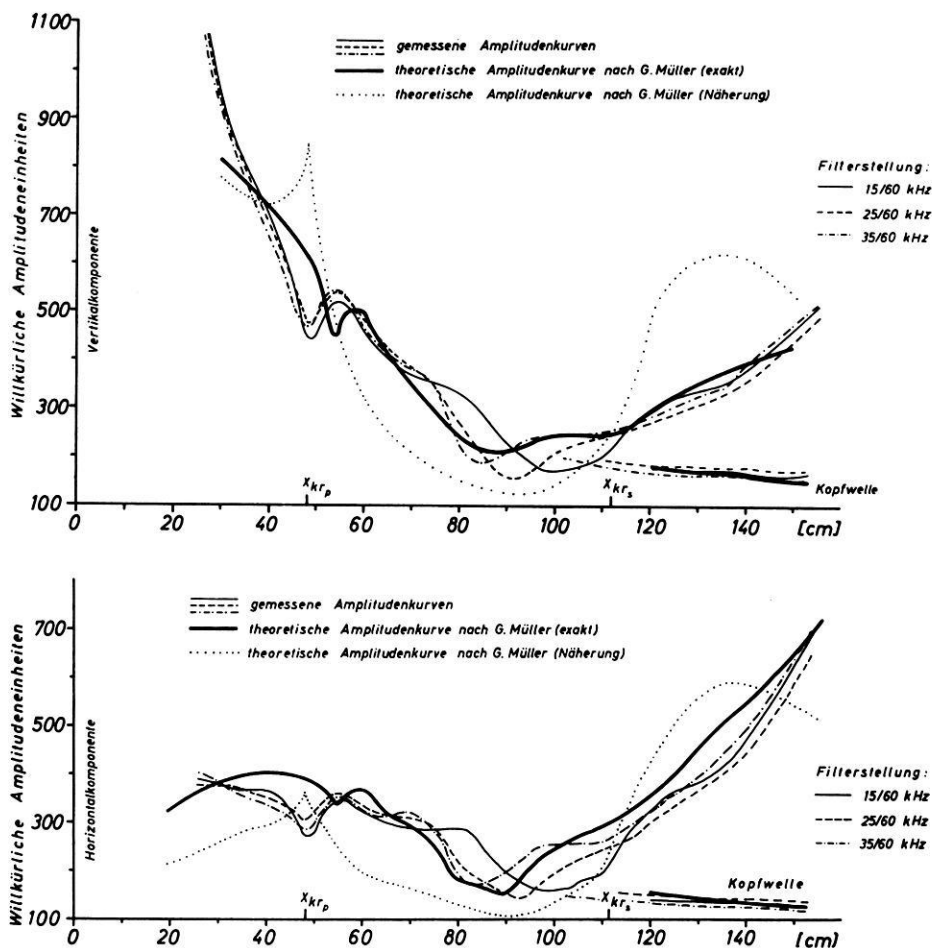 1100
900
700
500
300
100
Willkürliche Amplitudeneinheiten
Vertikalkomponente
gemessene Amplitudenkurven
theoretische Amplitudenkurve nach G. Müller (exakt)
theoretische Amplitudenkurve nach G. Müller (Näherung)
Filterstellung:
15/60 kHz
25/60 kHz
35/60 kHz
Xkrp
Xkrs
Kopfwelle
0 20 40 60 80 100 120 140 [cm]
700
500
300
100
Willkürliche Amplitudeneinheiten
Horizontalkomponente
gemessene Amplitudenkurven
theoretische Amplitudenkurve nach G. Müller (exakt)
theoretische Amplitudenkurve nach G. Müller (Näherung)
Filterstellung:
15/60 kHz
25/60 kHz
35/60 kHz
Kopfwelle
Xkrp
Xkrs
0 20 40 60 80 100 120 140 [cm]